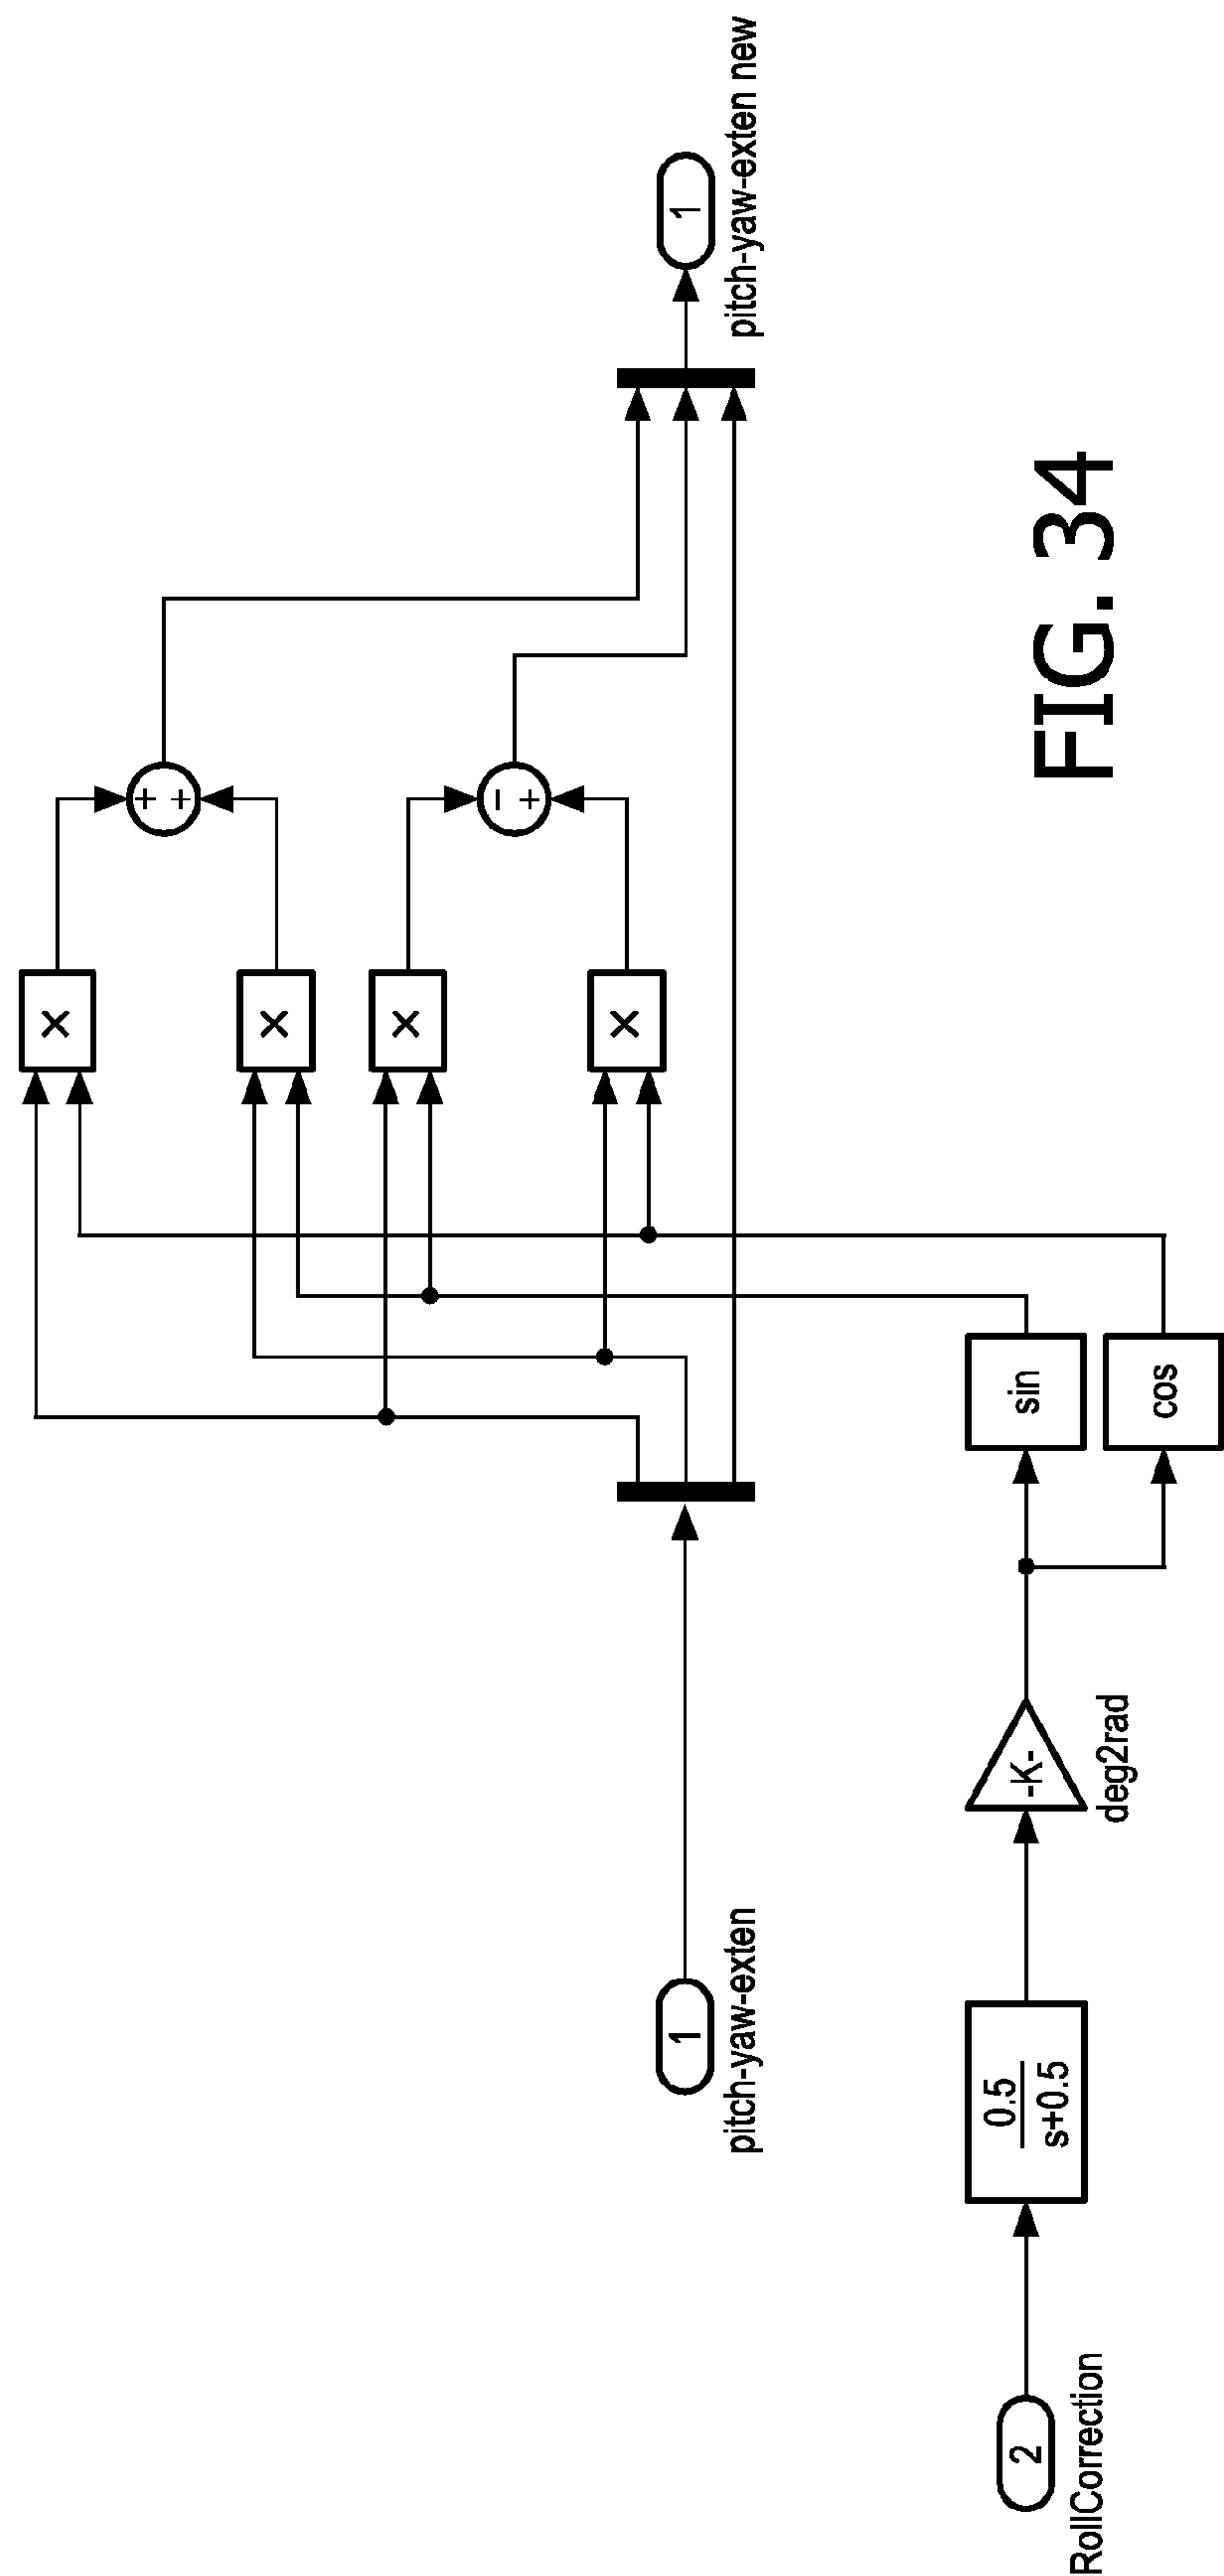 ×
+
+
×
×
−
+
×
1
pitch-yaw-exten
1
pitch-yaw-exten new
2
RollCorrection
0.5
s+0.5
-K-
deg2rad
sin
cos
FIG. 34